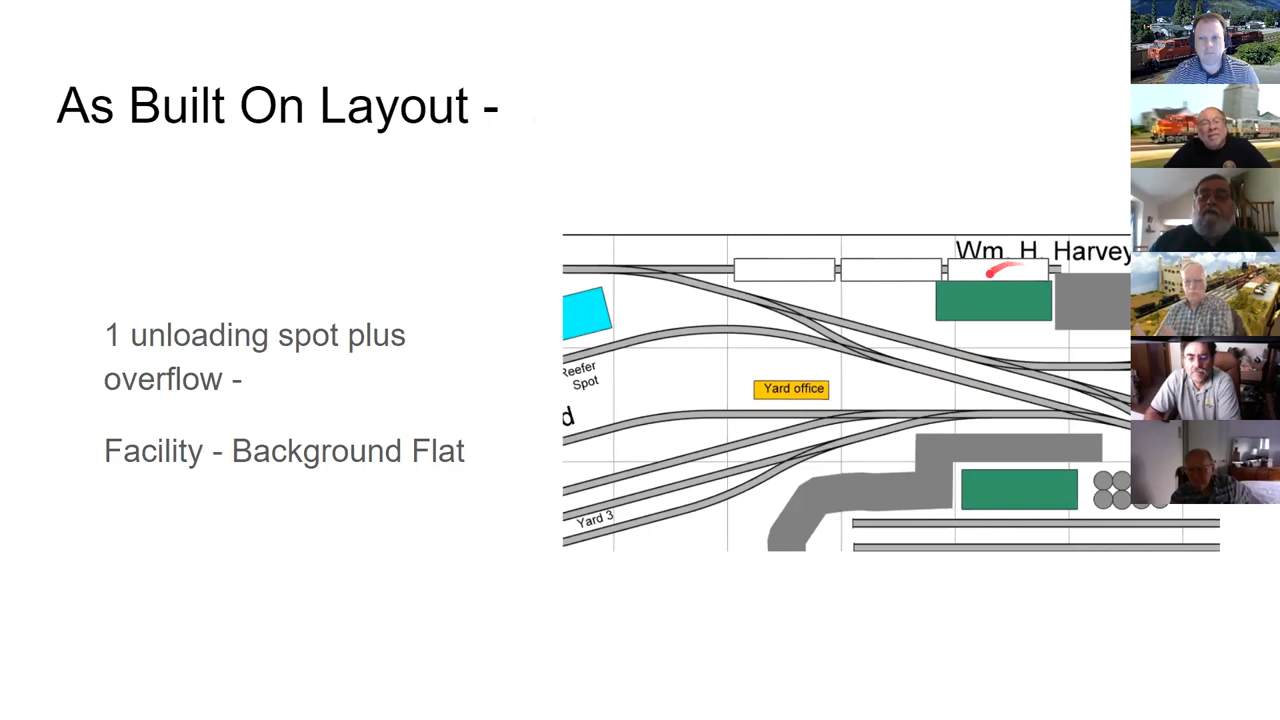 As Built On Layout -
1 unloading spot plus
overflow -
Facility - Background Flat
Wm. H. Harvey
Reefer
Spot
Yard office
d
Yard 3